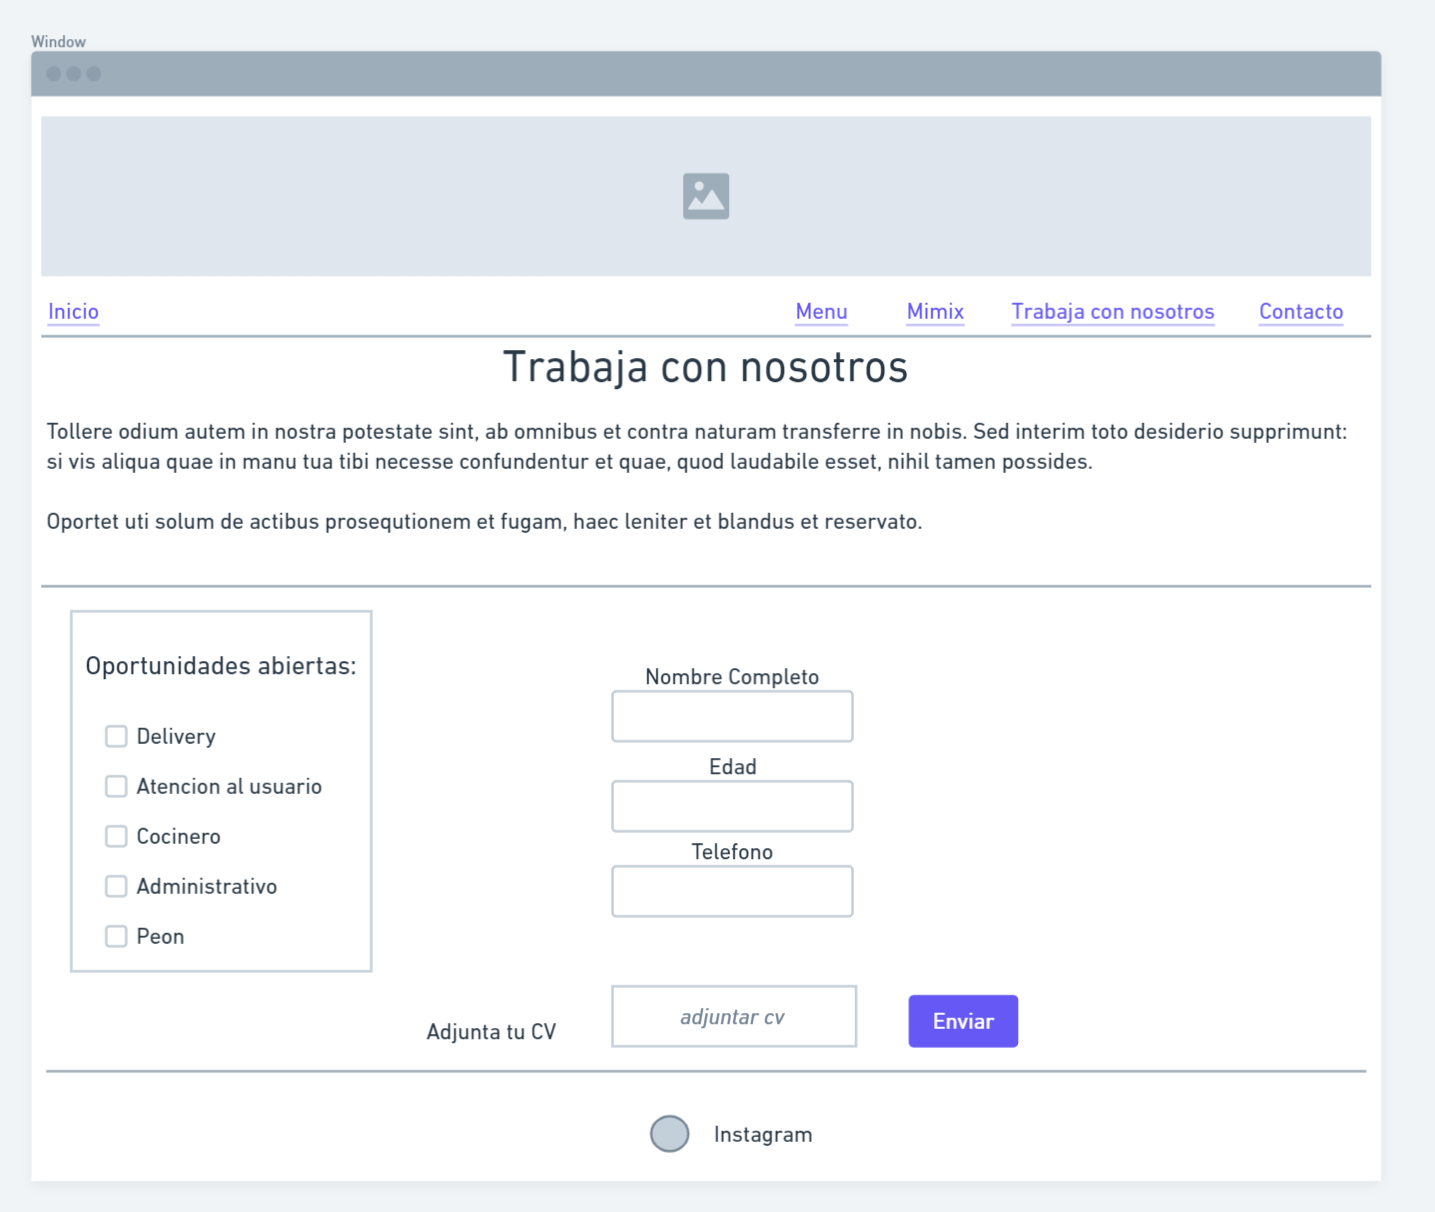 Window
Inicio
Menu
Mimix
Trabaja con nosotros
Contacto
Trabaja con nosotros
Tollere odium autem in nostra potestate sint, ab omnibus et contra naturam transferre in nobis. Sed interim toto desiderio supprimunt:
si vis aliqua quae in manu tua tibi necesse confundentur et quae, quod laudabile esset, nihil tamen possides.
Oportet uti solum de actibus prosequtionem et fugam, haec leniter et blandus et reservato.
Oportunidades abiertas:
Delivery
Atencion al usuario
Cocinero
Administrativo
Peon
Nombre Completo
Edad
Telefono
Adjunta tu CV
adjuntar cv
Enviar
Instagram